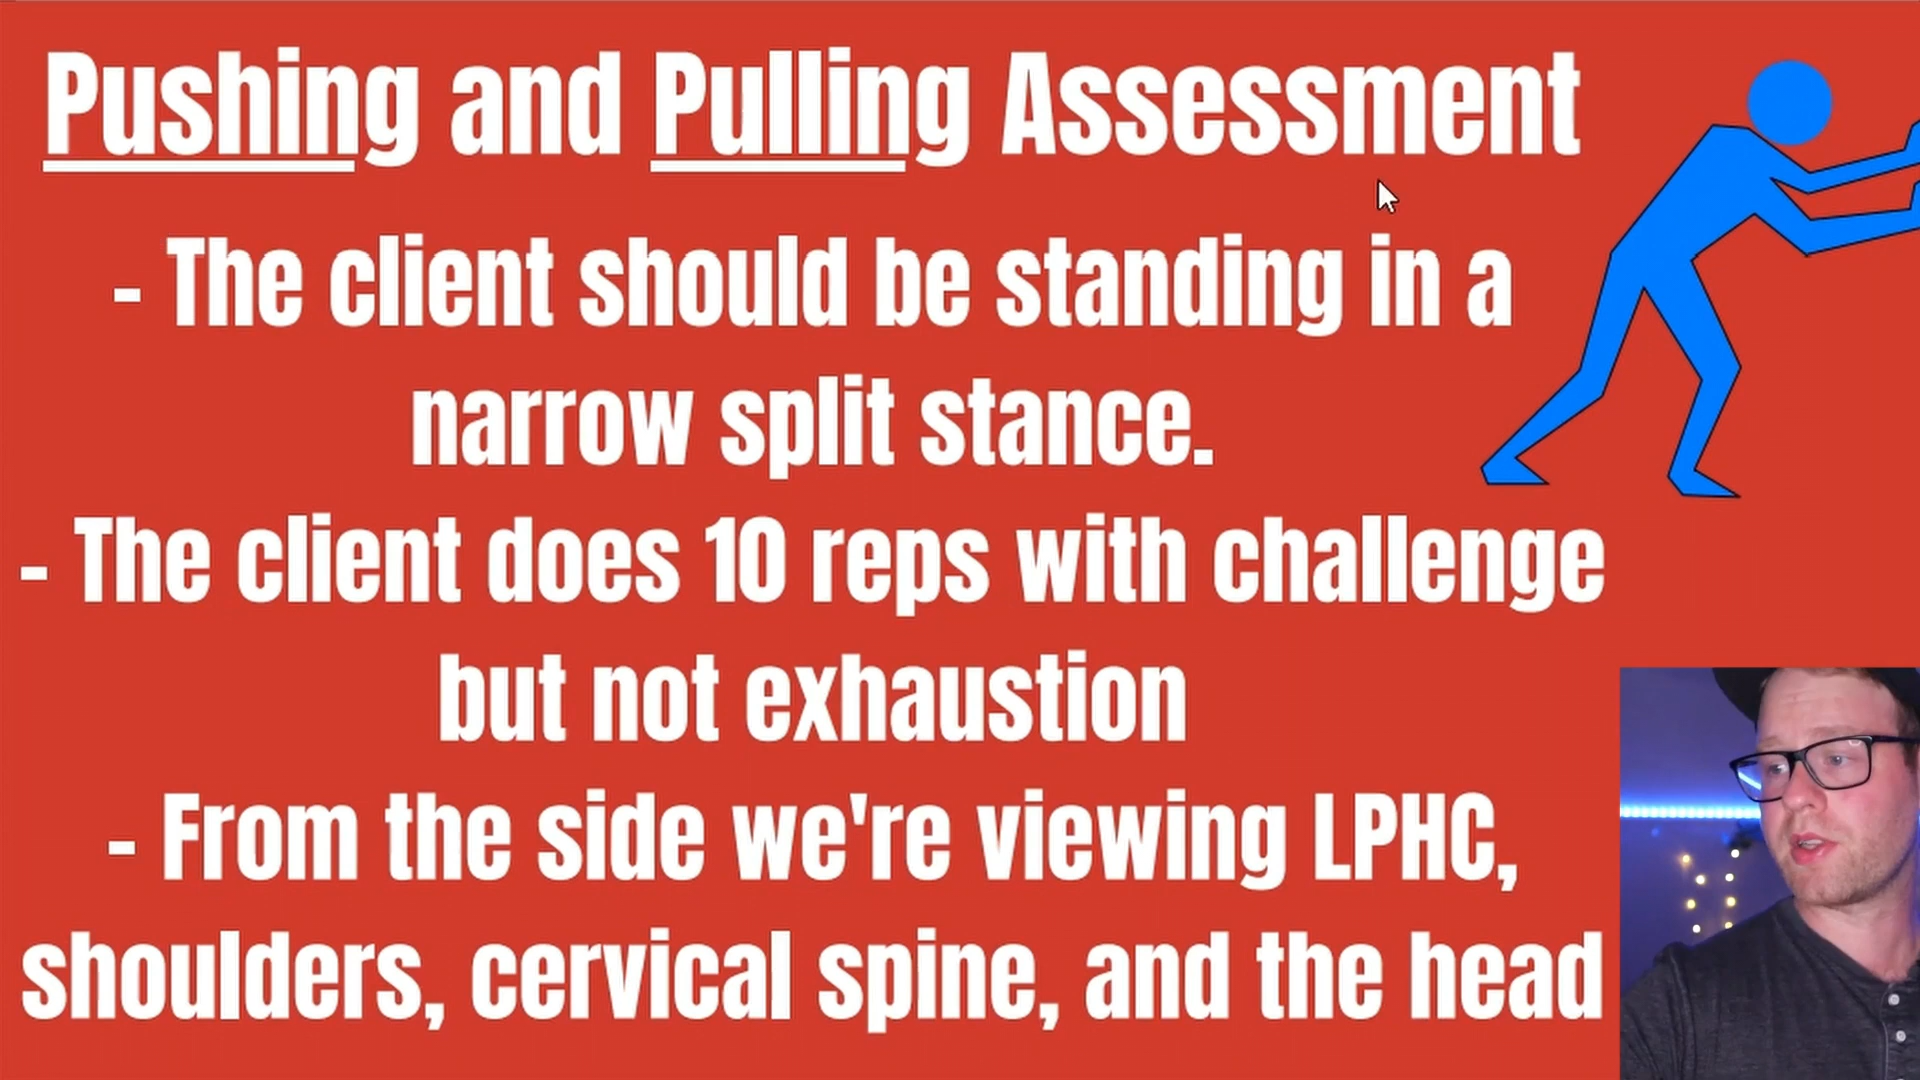 Pushing and Pulling Assessment
- The client should be standing in a
narrow split stance.
- The client does 10 reps with challenge
but not exhaustion
- From the side we're viewing LPHC,
shoulders, cervical spine, and the head